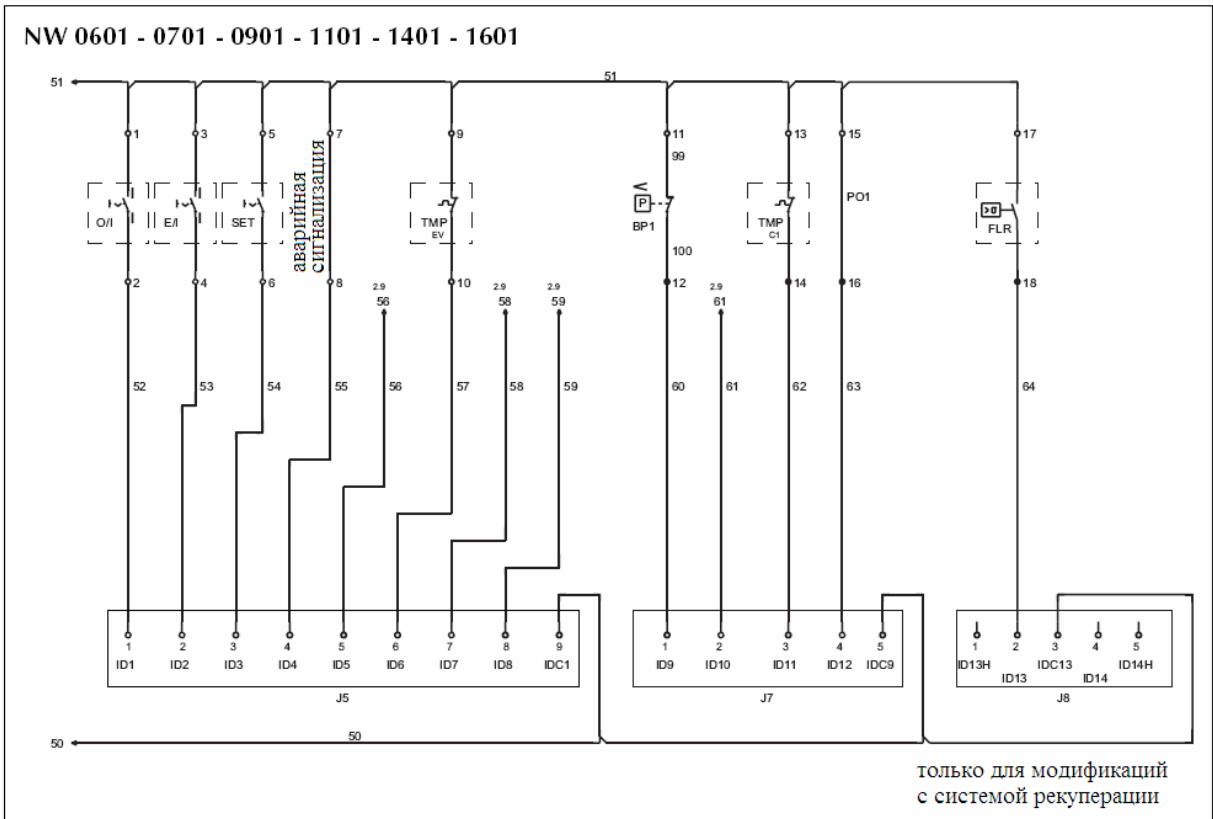 NW 0601 - 0701 - 0901 - 1101 - 1401 - 1601
51 51
1 3 5 7 9 11 13 15 17
99
аварийная
сигнализация
O/I E/I SET TMP EV P BP1 TMP C1 PO1 FLR
100
2 4 6 8 10 12 14 16 18
2.9 2.9 2.9 2.9
56 58 59 61
52 53 54 55 56 57 58 59 60 61 62 63 64
1 2 3 4 5 6 7 8 9 1 2 3 4 5 1 2 3 4 5
ID1 ID2 ID3 ID4 ID5 ID6 ID7 ID8 IDC1 ID9 ID10 ID11 ID12 IDC9 ID13H IDC13 ID14H
ID13 ID14
J5 J7 J8
50 50
только для модификаций
с системой рекуперации